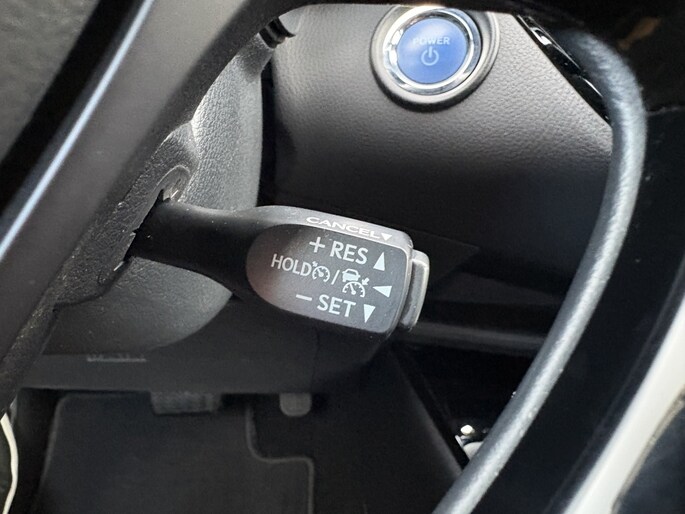 POWER
CANCEL▼
+ RES ▲
HOLD / ◄
− SET ▼